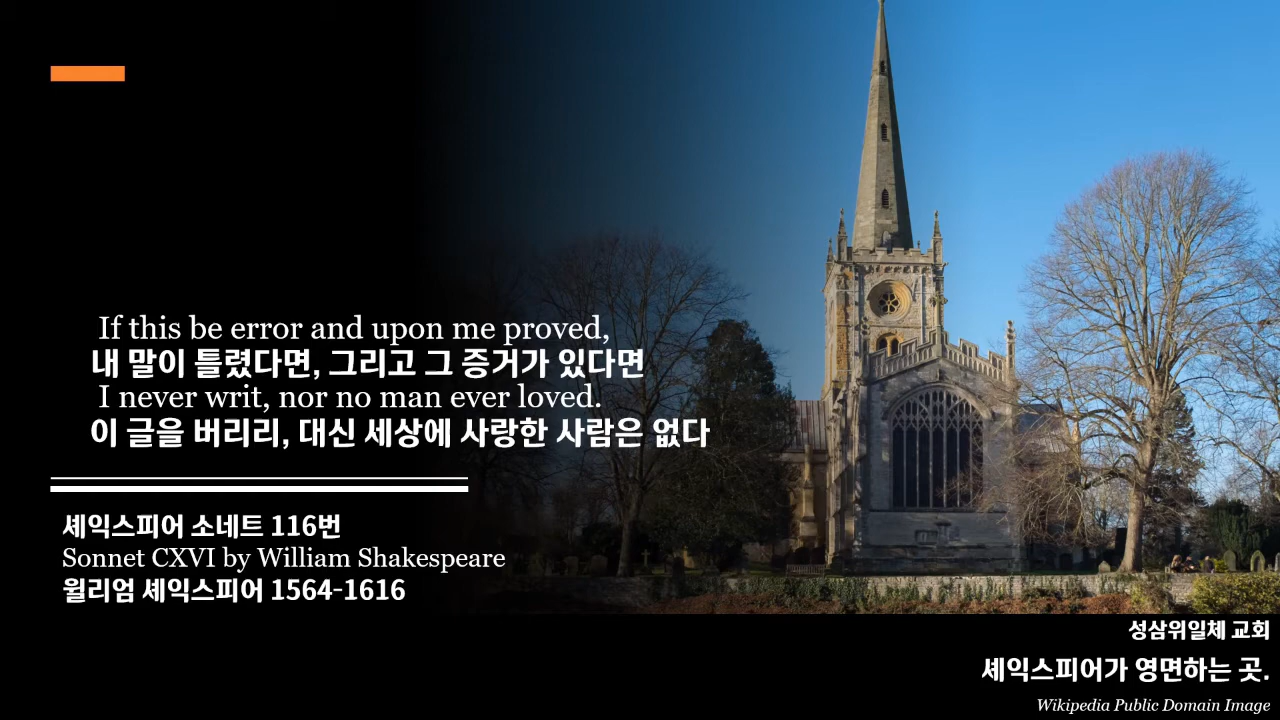 If this be error and upon me proved,
내 말이 틀렸다면, 그리고 그 증거가 있다면
I never writ, nor no man ever loved.
이 글을 버리리, 대신 세상에 사랑한 사람은 없다
셰익스피어 소네트 116번
Sonnet CXVI by William Shakespeare
윌리엄 셰익스피어 1564-1616
성삼위일체 교회
셰익스피어가 영면하는 곳.
Wikipedia Public Domain Image